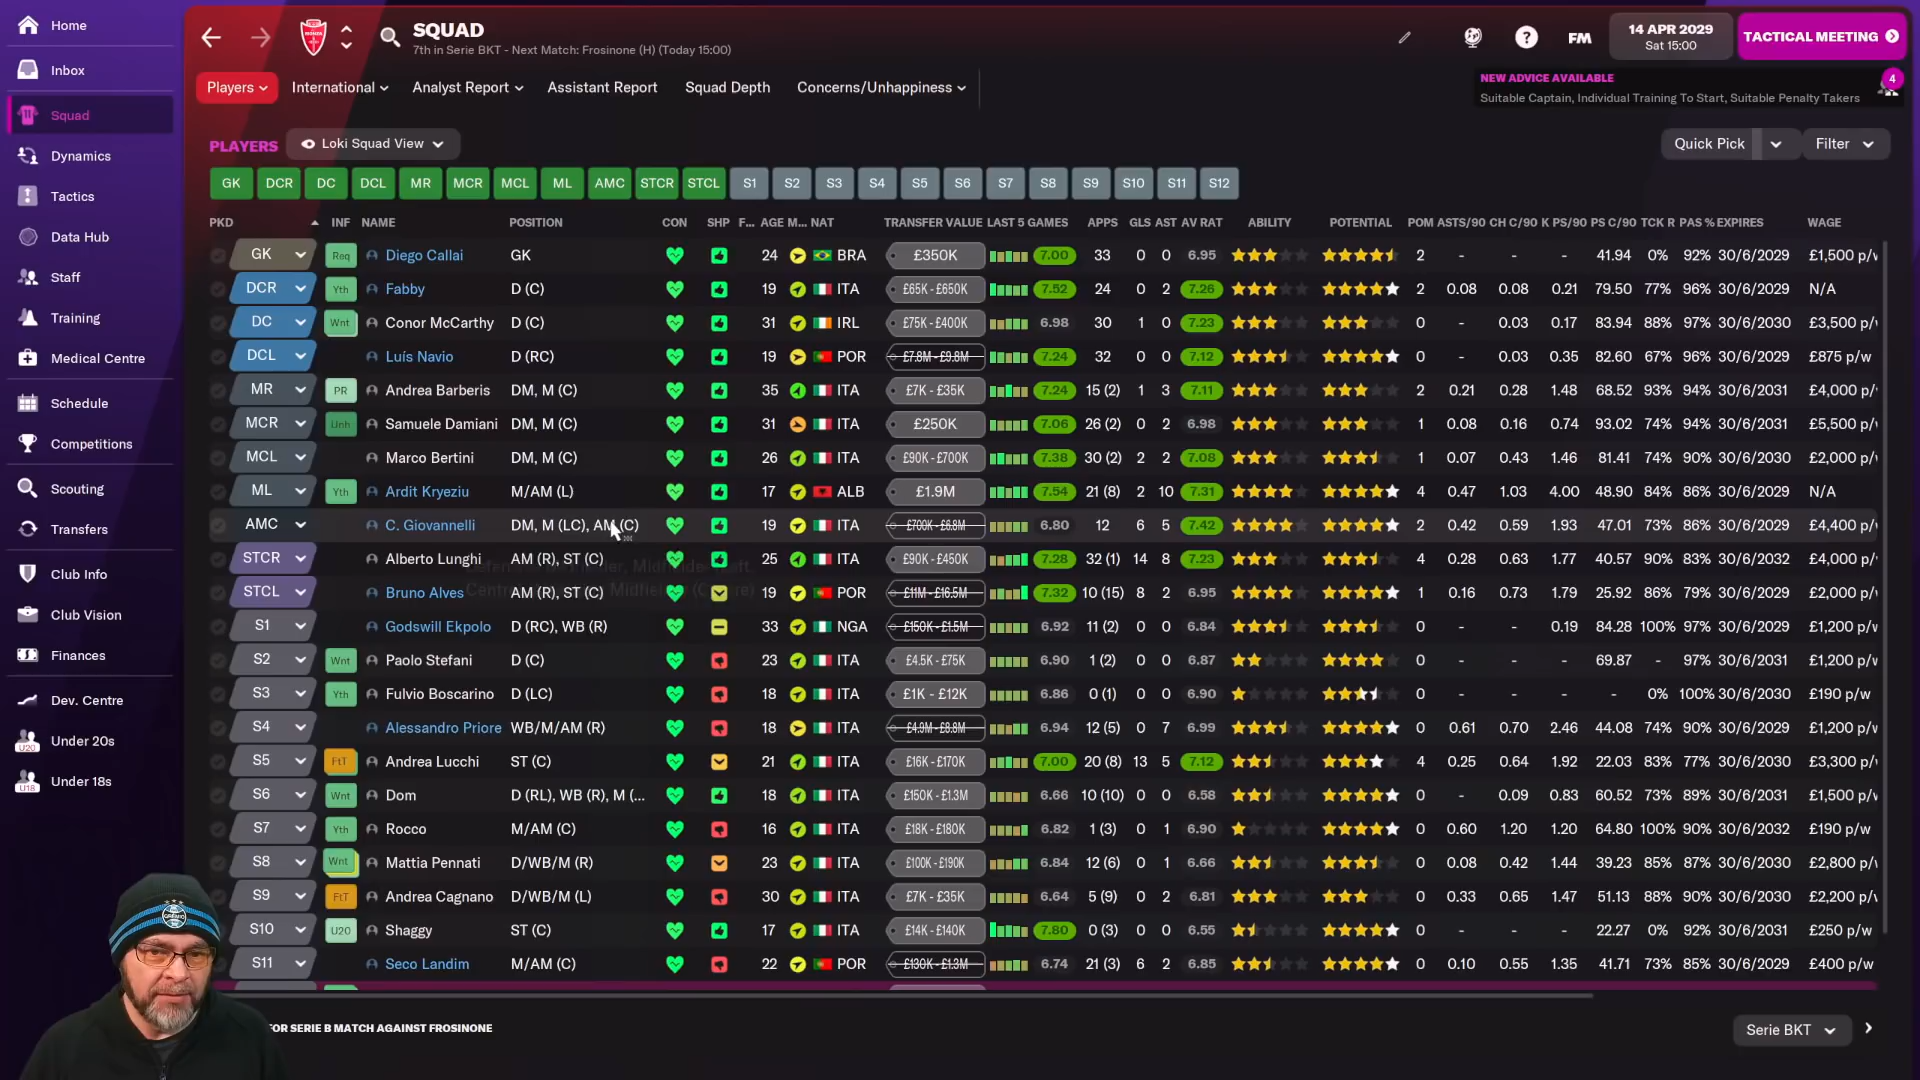 Home
Inbox
Squad
Dynamics
Tactics
Data Hub
Staff
Training
Medical Centre
Schedule
Competitions
Scouting
Transfers
Club Info
Club Vision
Finances
Dev. Centre
Under 20s
Under 18s
SQUAD
7th in Serie BKT - Next Match: Frosinone (H) (Today 15:00)
FM
14 APR 2029
Sat 15:00
TACTICAL MEETING
Players International Analyst Report Assistant Report Squad Depth Concerns/Unhappiness
NEW ADVICE AVAILABLE 4
Suitable Captain, Individual Training To Start, Suitable Penalty Takers
PLAYERS Loki Squad View Quick Pick Filter
GK DCR DC DCL MR MCR MCL ML AMC STCR STCL S1 S2 S3 S4 S5 S6 S7 S8 S9 S10 S11 S12
PKD INF NAME POSITION CON SHP F... AGE M... NAT TRANSFER VALUE LAST 5 GAMES APPS GLS AST AV RAT ABILITY POTENTIAL POM ASTS/90 CH C/90 K PS/90 PS C/90 TCK R PAS % EXPIRES WAGE
GK Req Diego Callai GK 24 BRA £350K 7.00 33 0 0 6.95 2 - - - 41.94 0% 92% 30/6/2029 £1,500 p/w
DCR Yth Fabby D (C) 19 ITA £65K - £650K 7.52 24 0 2 7.26 2 0.08 0.08 0.21 79.50 77% 96% 30/6/2029 N/A
DC Wnt Conor McCarthy D (C) 31 IRL £75K - £400K 6.98 30 1 0 7.23 0 - 0.03 0.17 83.94 88% 97% 30/6/2030 £3,500 p/w
DCL Luís Navio D (RC) 19 POR £7.8M - £9.8M 7.24 32 0 0 7.12 0 - 0.03 0.35 82.60 67% 96% 30/6/2029 £875 p/w
MR PR Andrea Barberis DM, M (C) 35 ITA £7K - £35K 7.24 15 (2) 1 3 7.11 2 0.21 0.28 1.48 68.52 93% 94% 30/6/2031 £4,000 p/w
MCR Unh Samuele Damiani DM, M (C) 31 ITA £250K 7.06 26 (2) 0 2 6.98 1 0.08 0.16 0.74 93.02 74% 94% 30/6/2029 £5,500 p/w
MCL Marco Bertini DM, M (C) 26 ITA £90K - £700K 7.38 30 (2) 2 2 7.08 1 0.07 0.43 1.46 81.41 74% 90% 30/6/2030 £2,000 p/w
ML Yth Ardit Kryeziu M/AM (L) 17 ALB £1.9M 7.54 21 (8) 2 10 7.31 4 0.47 1.03 4.00 48.90 84% 86% 30/6/2029 N/A
AMC C. Giovannelli DM, M (LC), AM (C) 19 ITA £700K - £6.8M 6.80 12 6 5 7.42 2 0.42 0.59 1.93 47.01 73% 86% 30/6/2029 £4,400 p/w
STCR Alberto Lunghi AM (R), ST (C) 25 ITA £90K - £450K 7.28 32 (1) 14 8 7.23 4 0.28 0.63 1.77 40.57 90% 83% 30/6/2032 £4,000 p/w
STCL Bruno Alves AM (R), ST (C) 19 POR £11M - £16.5M 7.32 10 (15) 8 2 6.95 1 0.16 0.73 1.79 25.92 86% 79% 30/6/2029 £2,000 p/w
S1 Godswill Ekpolo D (RC), WB (R) 33 NGA £150K - £1.5M 6.92 11 (2) 0 0 6.84 0 - - 0.19 84.28 100% 97% 30/6/2029 £1,200 p/w
S2 Wnt Paolo Stefani D (C) 23 ITA £4.5K - £75K 6.90 1 (2) 0 0 6.87 0 - - - 69.87 - 97% 30/6/2031 £1,200 p/w
S3 Yth Fulvio Boscarino D (LC) 18 ITA £1K - £12K 6.86 0 (1) 0 0 6.90 0 - - - - 0% 100% 30/6/2030 £190 p/w
S4 Alessandro Priore WB/M/AM (R) 18 ITA £4.9M - £8.8M 6.94 12 (5) 0 7 6.99 0 0.61 0.70 2.46 44.08 74% 90% 30/6/2029 £1,200 p/w
S5 FtT Andrea Lucchi ST (C) 21 ITA £16K - £170K 7.00 20 (8) 13 5 7.12 4 0.25 0.64 1.92 22.03 83% 77% 30/6/2029 £3,300 p/w
S6 Wnt Dom D (RL), WB (R), M (... 18 ITA £150K - £1.3M 6.66 10 (10) 0 0 6.58 0 - 0.09 0.83 60.52 73% 89% 30/6/2031 £1,500 p/w
S7 Yth Rocco M/AM (C) 16 ITA £18K - £180K 6.82 1 (3) 0 1 6.90 0 0.60 1.20 1.20 64.80 100% 90% 30/6/2032 £190 p/w
S8 Wnt Mattia Pennati D/WB/M (R) 23 ITA £100K - £190K 6.84 12 (6) 0 1 6.66 0 0.08 0.42 1.44 39.23 85% 87% 30/6/2030 £2,800 p/w
S9 FtT Andrea Cagnano D/WB/M (L) 30 ITA £7K - £35K 6.64 5 (9) 0 2 6.81 0 0.33 0.65 1.47 51.13 88% 90% 30/6/2030 £2,200 p/w
S10 U20 Shaggy ST (C) 17 ITA £14K - £140K 7.80 0 (3) 0 0 6.55 0 - - - 22.27 0% 92% 30/6/2031 £250 p/w
S11 Seco Landim M/AM (C) 22 POR £130K - £1.3M 6.74 21 (3) 6 2 6.85 0 0.10 0.55 1.35 41.71 73% 85% 30/6/2029 £400 p/w
FOR SERIE B MATCH AGAINST FROSINONE
Serie BKT